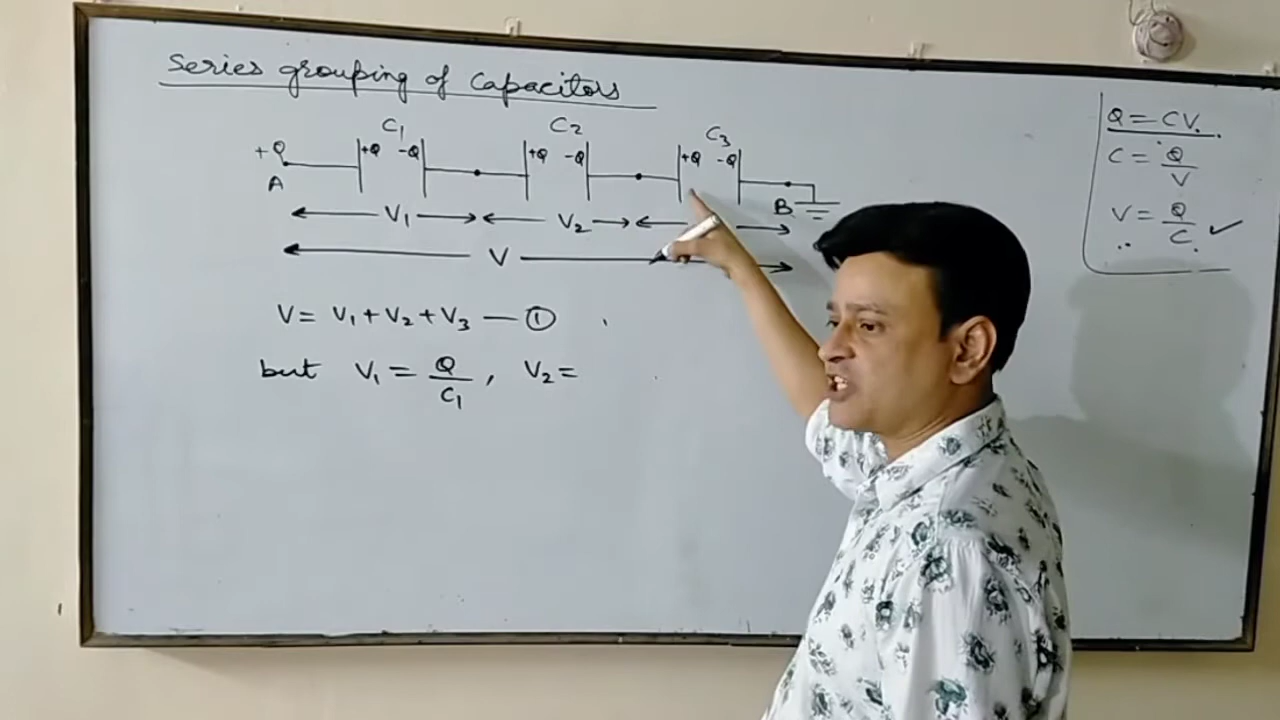 Series grouping of Capacitors
C1 C2 C3
+Q +Q -Q +Q -Q +Q -Q
A B
V1 V2
V
V = V1 + V2 + V3 — ①
but V1 = Q/C1, V2 =
Q = CV.
C = Q/V
V = Q/C. ✓